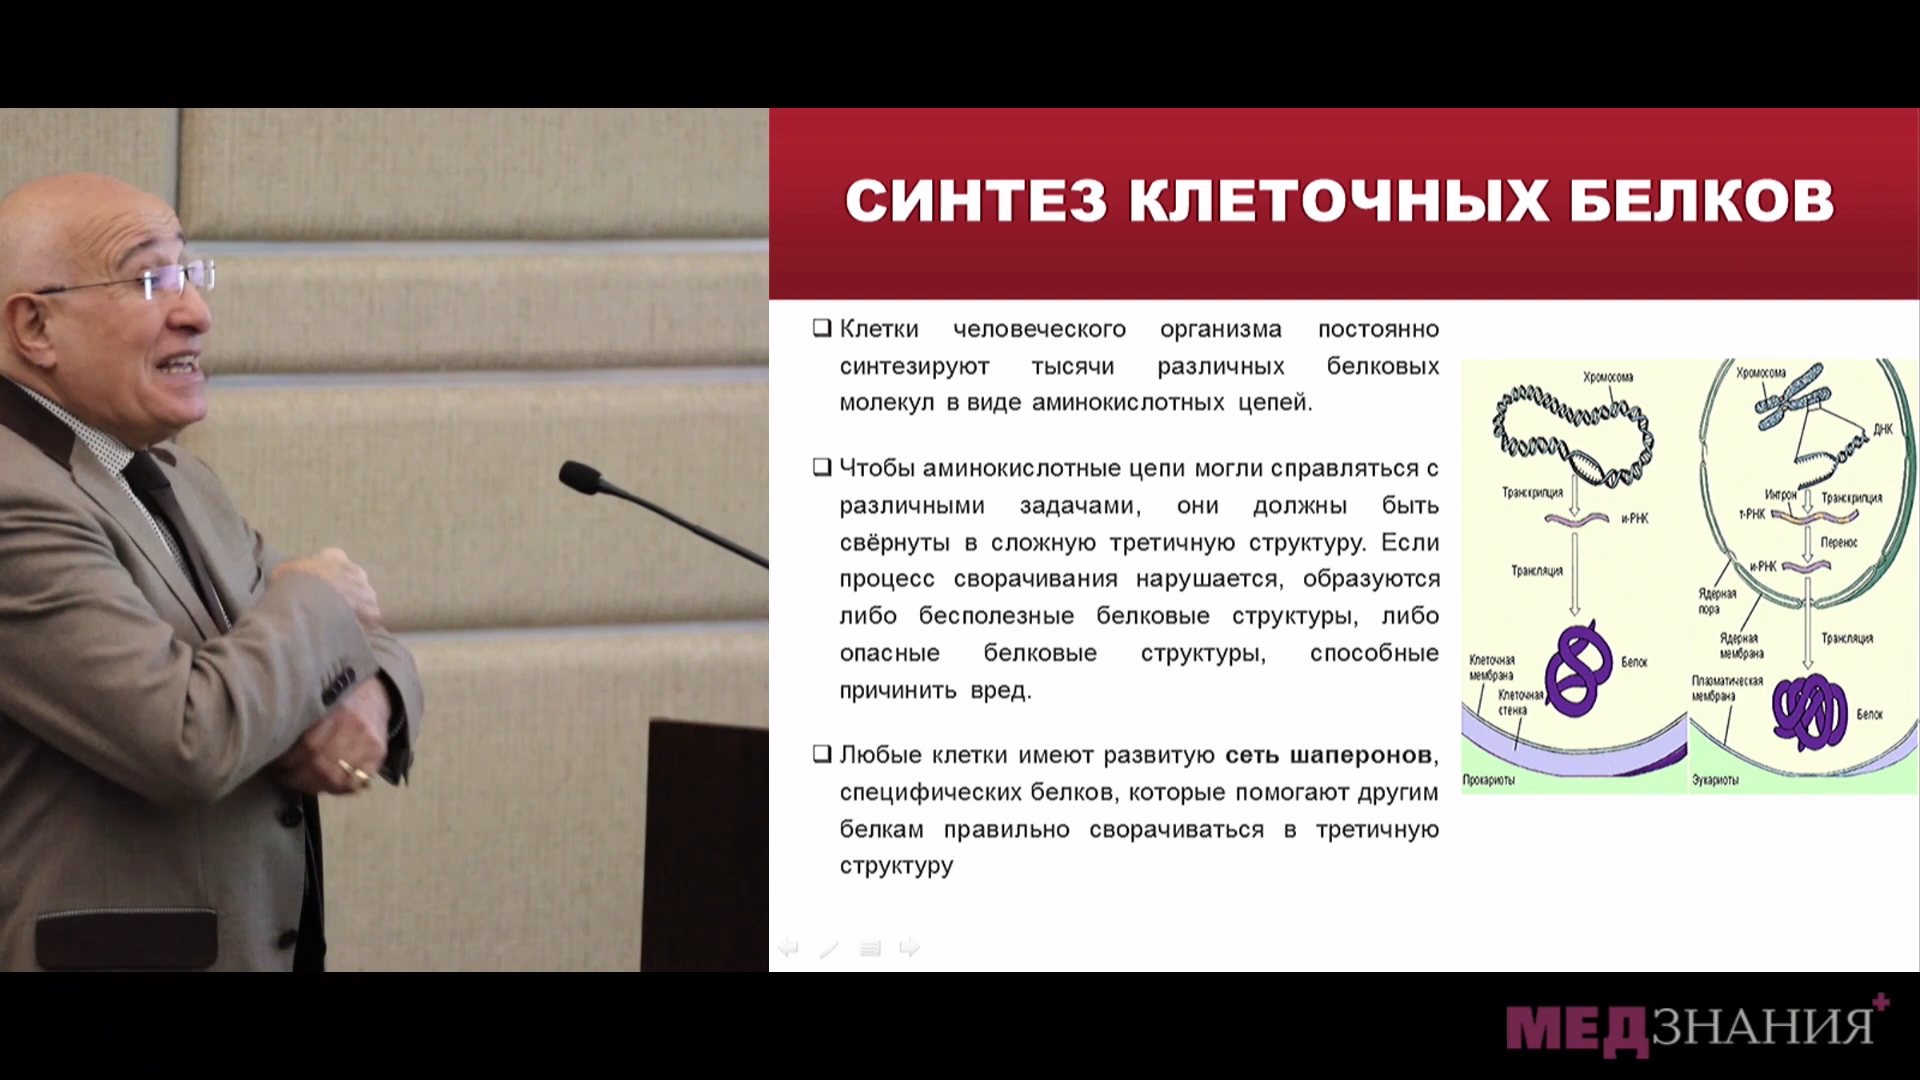 СИНТЕЗ КЛЕТОЧНЫХ БЕЛКОВ
Клетки человеческого организма постоянно
синтезируют тысячи различных белковых
молекул в виде аминокислотных цепей.
Чтобы аминокислотные цепи могли справляться с
различными задачами, они должны быть
свёрнуты в сложную третичную структуру. Если
процесс сворачивания нарушается, образуются
либо бесполезные белковые структуры, либо
опасные белковые структуры, способные
причинить вред.
Любые клетки имеют развитую сеть шаперонов,
специфических белков, которые помогают другим
белкам правильно сворачиваться в третичную
структуру
Хромосома
Транскрипция
и-РНК
Трансляция
Белок
Клеточная
мембрана
Клеточная
стенка
Прокариоты
Хромосома
ДНК
Интрон
Транскрипция
т-РНК
Перенос
и-РНК
Ядерная
пора
Ядерная
мембрана
Трансляция
Плазматическая
мембрана
Белок
Эукариоты
МЕДЗНАНИЯ+